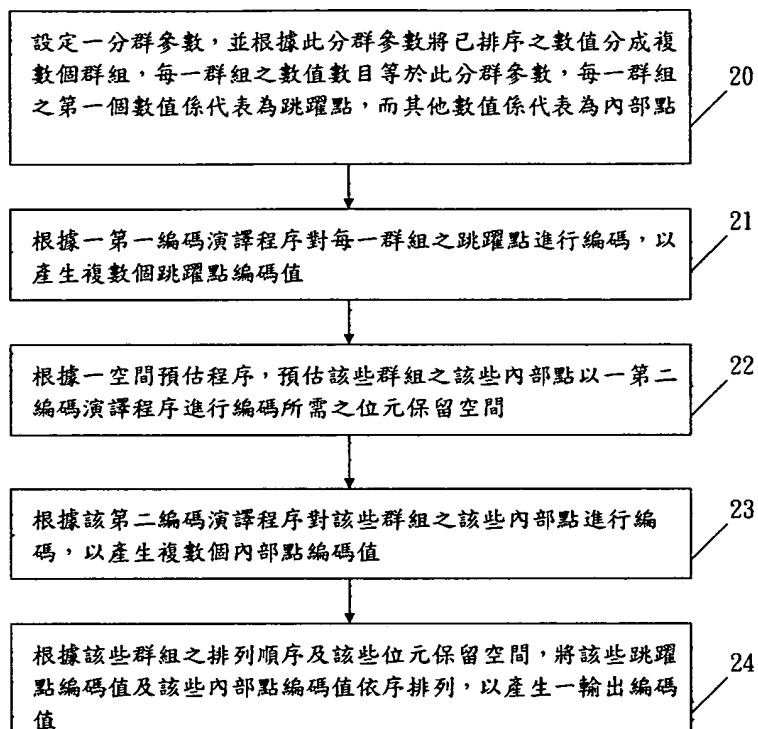 設定一分群參數，並根據此分群參數將已排序之數值分成複
數個群組，每一群組之數值數目等於此分群參數，每一群組
之第一個數值係代表為跳躍點，而其他數值係代表為內部點
20
根據一第一編碼演譯程序對每一群組之跳躍點進行編碼，以
產生複數個跳躍點編碼值
21
根據一空間預估程序，預估該些群組之該些內部點以一第二
編碼演譯程序進行編碼所需之位元保留空間
22
根據該第二編碼演譯程序對該些群組之該些內部點進行編
碼，以產生複數個內部點編碼值
23
根據該些群組之排列順序及該些位元保留空間，將該些跳躍
點編碼值及該些內部點編碼值依序排列，以產生一輸出編碼
值
24